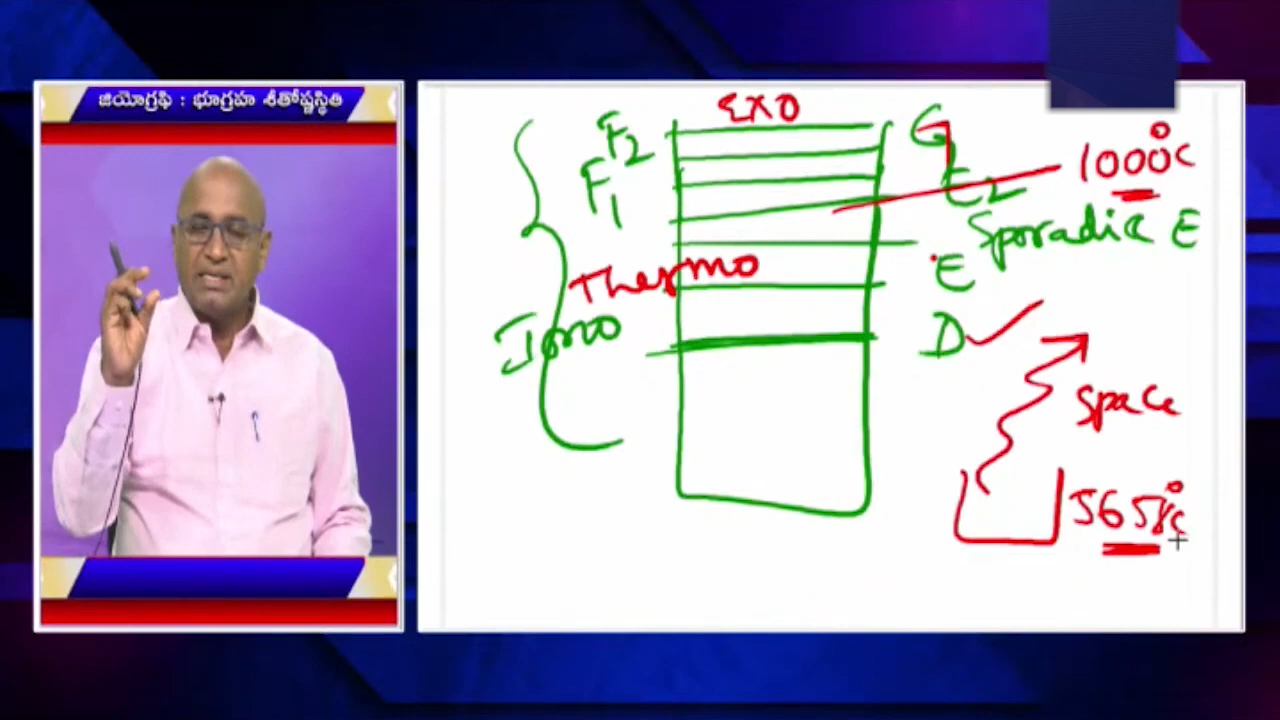 జియోగ్రఫి : భూగ్రహ శీతోష్ణస్థితి
EXO
F2
F1
G
E2
1000°C
Sporadic E
Thermo
E
Iono
D
Space
5658°C